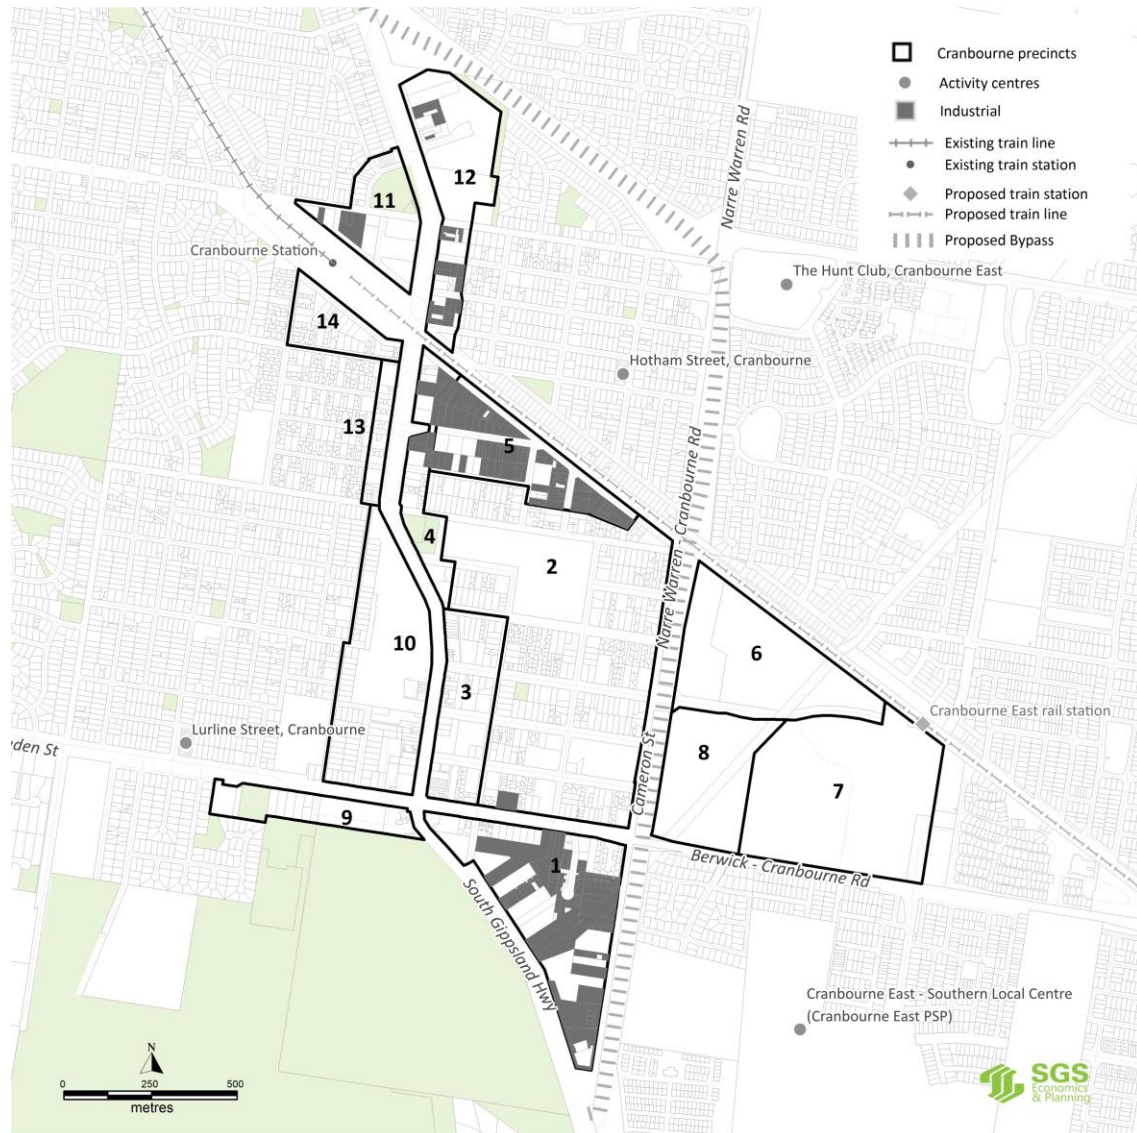 Cranbourne precincts
Activity centres
Industrial
Existing train line
Existing train station
Proposed train station
Proposed train line
Proposed Bypass
Narre Warren Rd
12
11
Cranbourne Station
The Hunt Club, Cranbourne East
14
Hotham Street, Cranbourne
13
5
Narre Warren - Cranbourne Rd
4
2
10
6
3
Cranbourne East rail station
Lurline Street, Cranbourne
den St
8
Cameron St
7
9
1
Berwick - Cranbourne Rd
South Gippsland Hwy
Cranbourne East - Southern Local Centre
(Cranbourne East PSP)
N
0 250 500
metres
SGS
Economics
& Planning